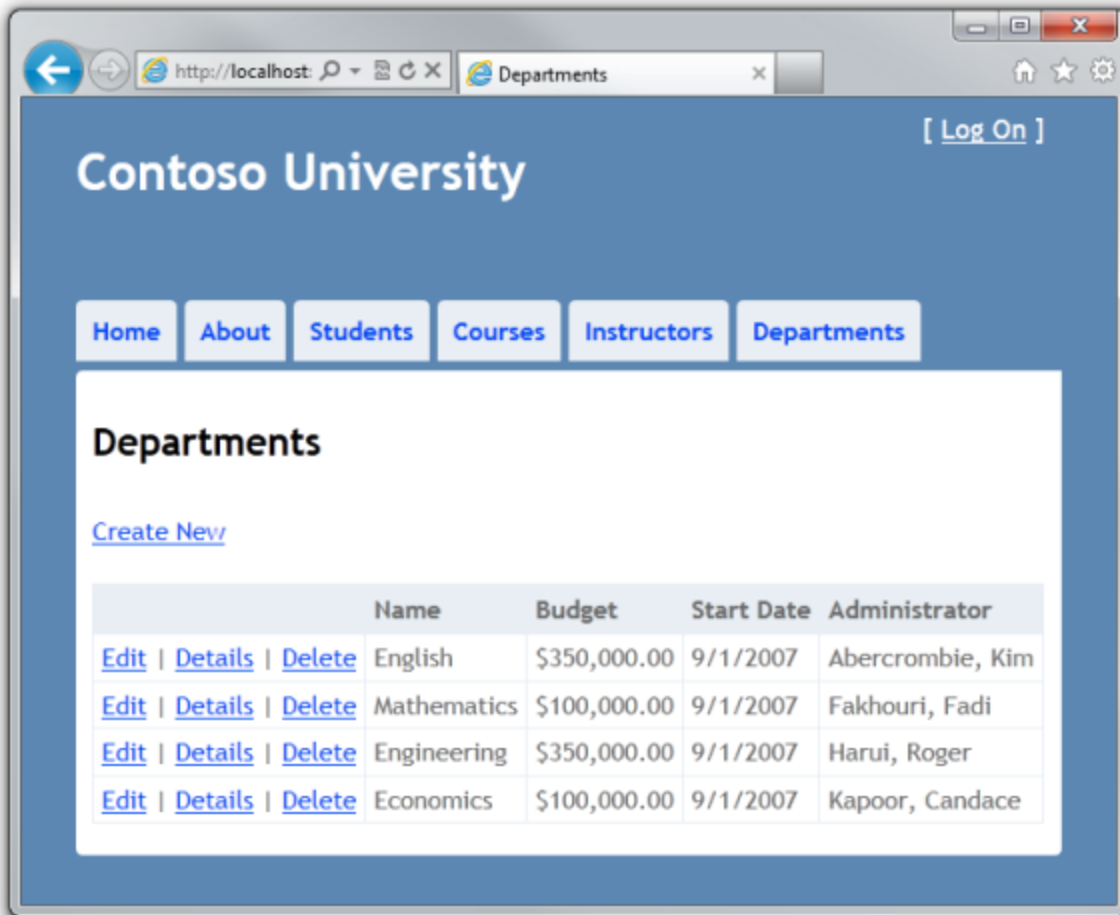 http://localhost:
Departments
[ Log On ]
Contoso University
Home About Students Courses Instructors Departments
Departments
Create New
Name Budget Start Date Administrator
Edit | Details | Delete English $350,000.00 9/1/2007 Abercrombie, Kim
Edit | Details | Delete Mathematics $100,000.00 9/1/2007 Fakhouri, Fadi
Edit | Details | Delete Engineering $350,000.00 9/1/2007 Harui, Roger
Edit | Details | Delete Economics $100,000.00 9/1/2007 Kapoor, Candace